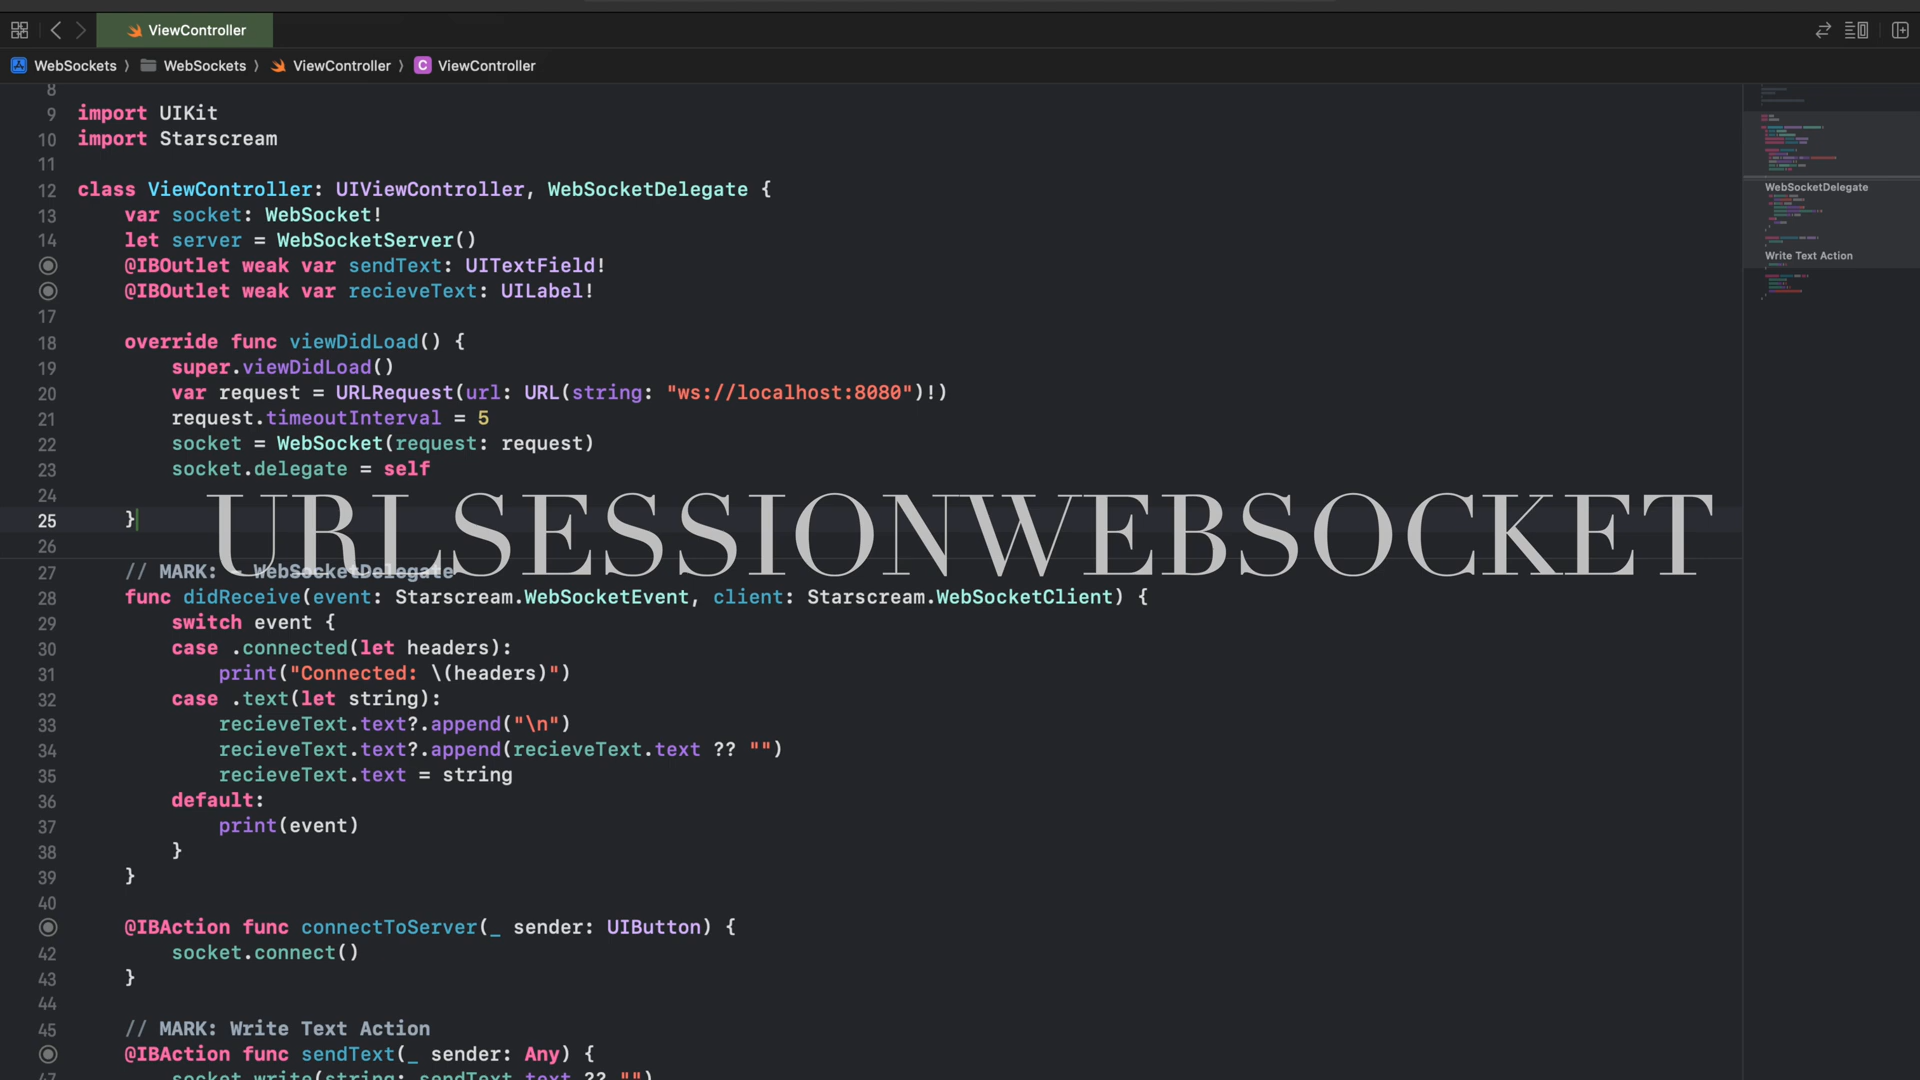 ViewController
WebSockets 〉 WebSockets 〉 ViewController 〉 C ViewController
8
9 import UIKit
10 import Starscream
11
12 class ViewController: UIViewController, WebSocketDelegate {
13     var socket: WebSocket!
14     let server = WebSocketServer()
    @IBOutlet weak var sendText: UITextField!
    @IBOutlet weak var recieveText: UILabel!
17
18     override func viewDidLoad() {
19         super.viewDidLoad()
20         var request = URLRequest(url: URL(string: "ws://localhost:8080")!)
21         request.timeoutInterval = 5
22         socket = WebSocket(request: request)
23         socket.delegate = self
24
URLSESSIONWEBSOCKET
25     }
26
27     // MARK: - WebSocketDelegate
28     func didReceive(event: Starscream.WebSocketEvent, client: Starscream.WebSocketClient) {
29         switch event {
30         case .connected(let headers):
31             print("Connected: \(headers)")
32         case .text(let string):
33             recieveText.text?.append("\n")
34             recieveText.text?.append(recieveText.text ?? "")
35             recieveText.text = string
36         default:
37             print(event)
38         }
39     }
40
    @IBAction func connectToServer(_ sender: UIButton) {
42         socket.connect()
43     }
44
45     // MARK: Write Text Action
    @IBAction func sendText(_ sender: Any) {
47         socket.write(string: sendText.text ?? "")
WebSocketDelegate
Write Text Action